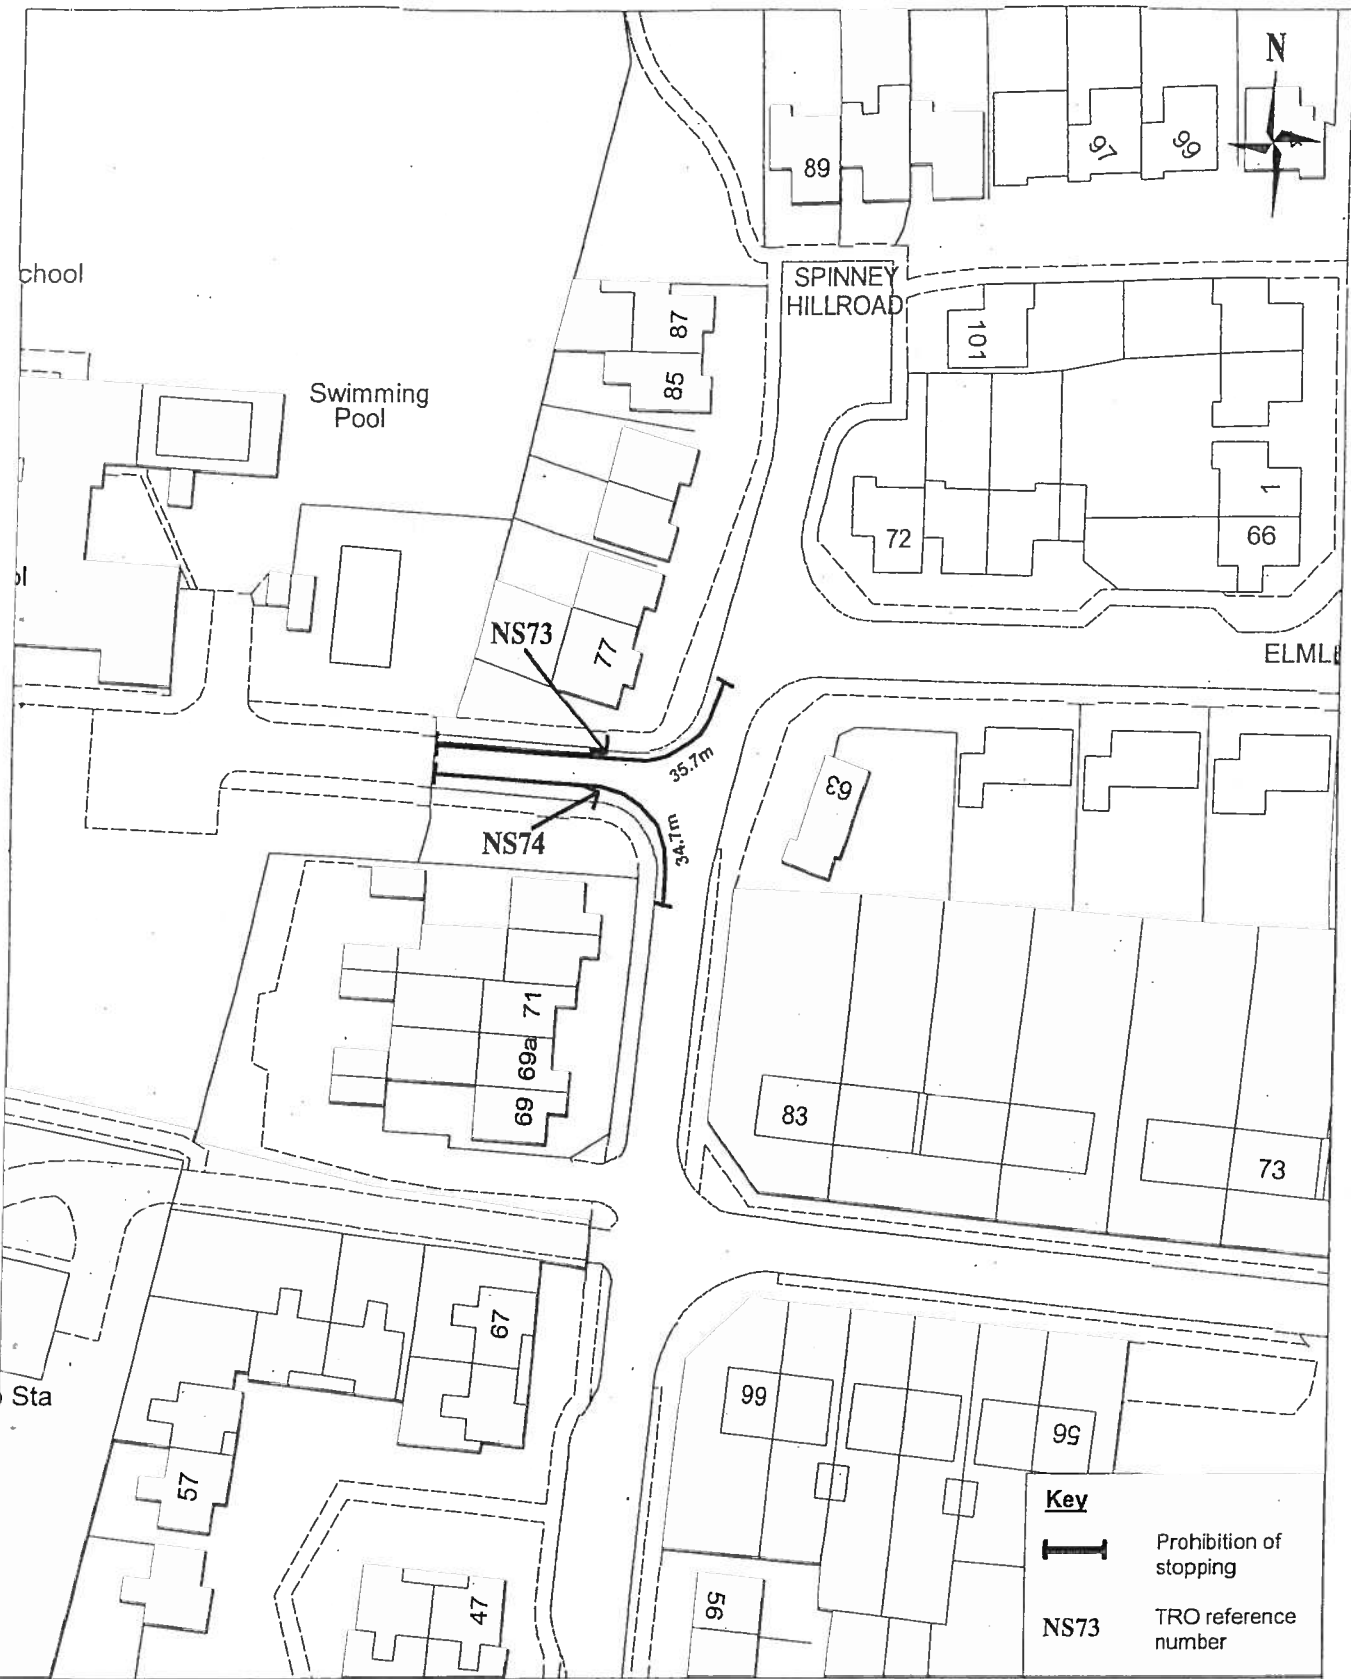 N
89
97
99
chool
SPINNEY
HILLROAD
87
101
85
Swimming
Pool
1
72
66
ol
NS73
77
ELML
35.7m
63
34.7m
NS74
71
69a
69
83
73
67
99
56
Sta
57
47
56
Key
Prohibition of
stopping
NS73
TRO reference
number